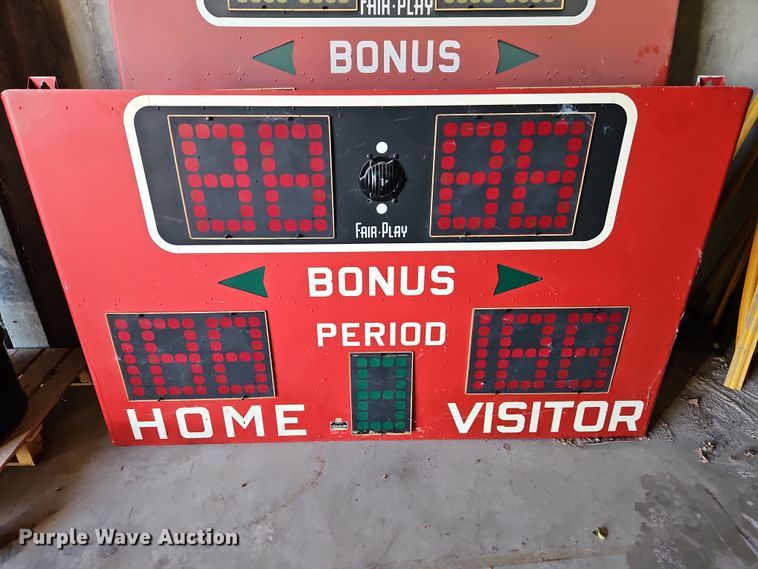 FAIR·PLAY
BONUS
FAIR·PLAY
BONUS
PERIOD
HOME
VISITOR
Purple Wave Auction